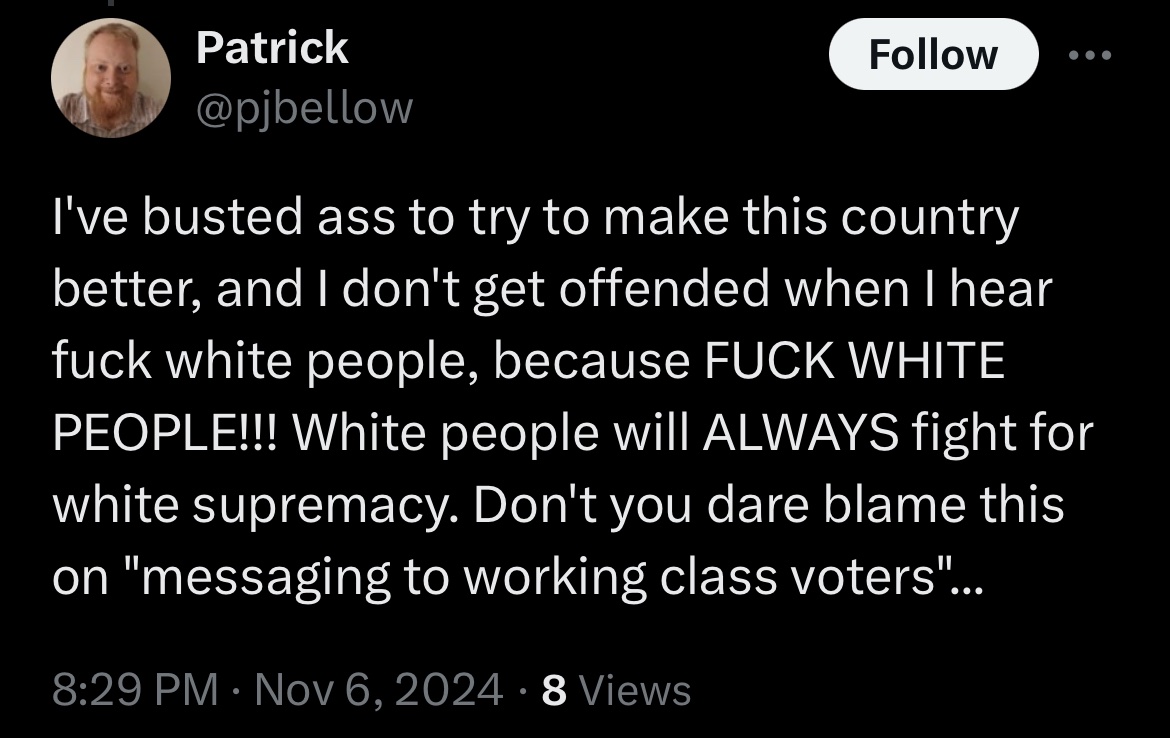 Patrick
Follow
@pjbellow
I've busted ass to try to make this country
better, and I don't get offended when I hear
fuck white people, because FUCK WHITE
PEOPLE!!! White people will ALWAYS fight for
white supremacy. Don't you dare blame this
on "messaging to working class voters"...
8:29 PM · Nov 6, 2024 · 8 Views